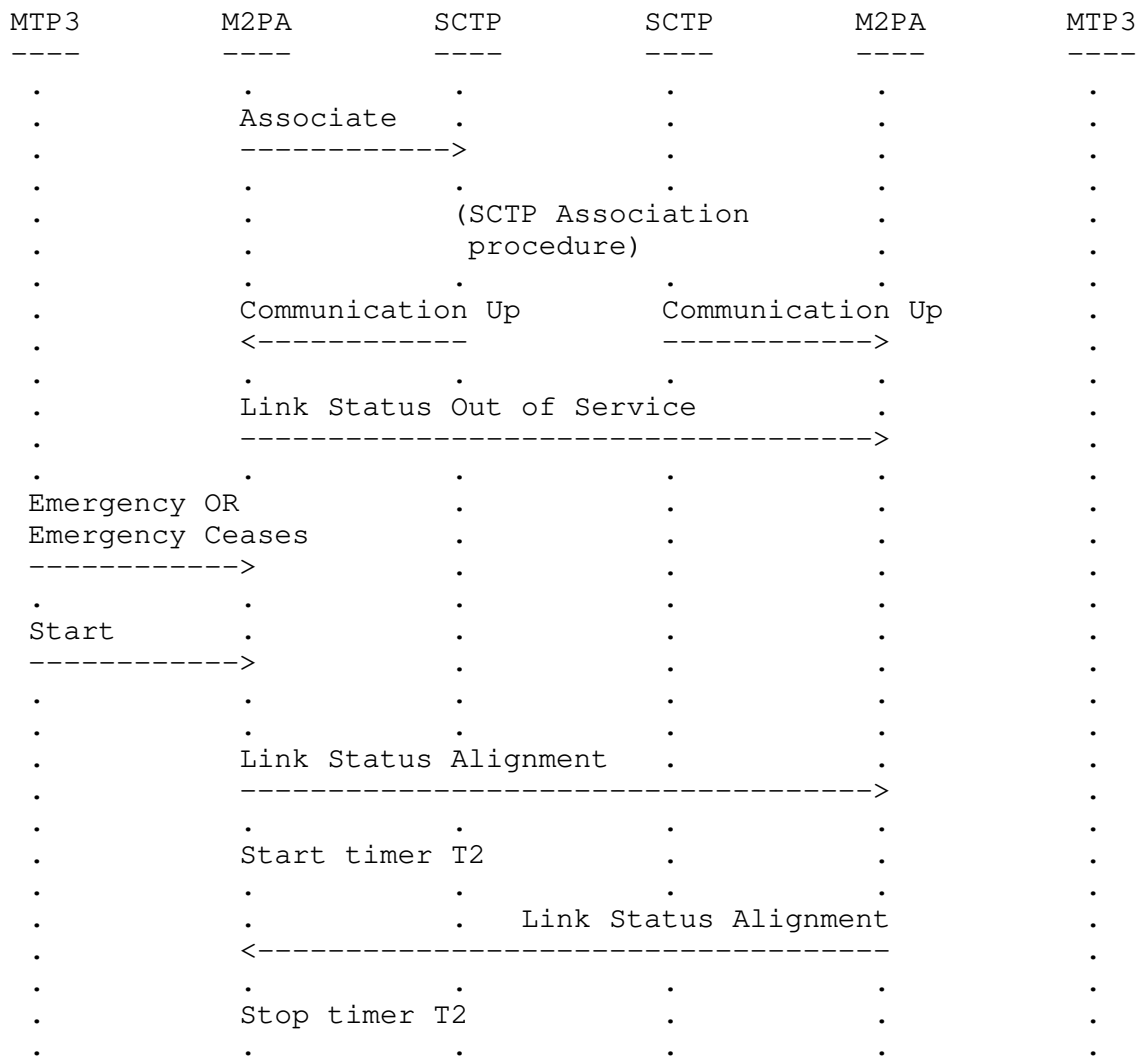 MTP3        M2PA        SCTP        SCTP        M2PA        MTP3
----        ----        ----        ----        ----        ----
 .           .           .           .           .           .
 .           Associate   .           .           .           .
 .           ------------>           .           .           .
 .           .           .           .           .           .
 .           .           (SCTP Association       .           .
 .           .            procedure)             .           .
 .           .           .           .           .           .
 .           Communication Up        Communication Up        .
 .           <------------           ------------>           .
 .           .           .           .           .           .
 .           Link Status Out of Service          .           .
 .           ------------------------------------>           .
 .           .           .           .           .           .
 Emergency OR            .           .           .           .
 Emergency Ceases        .           .           .           .
 ------------>           .           .           .           .
 .           .           .           .           .           .
 Start       .           .           .           .           .
 ------------>           .           .           .           .
 .           .           .           .           .           .
 .           .           .           .           .           .
 .           Link Status Alignment   .           .           .
 .           ------------------------------------>           .
 .           .           .           .           .           .
 .           Start timer T2          .           .           .
 .           .           .           .           .           .
 .           .           .   Link Status Alignment           .
 .           <------------------------------------           .
 .           .           .           .           .           .
 .           Stop timer T2           .           .           .
 .           .           .           .           .           .